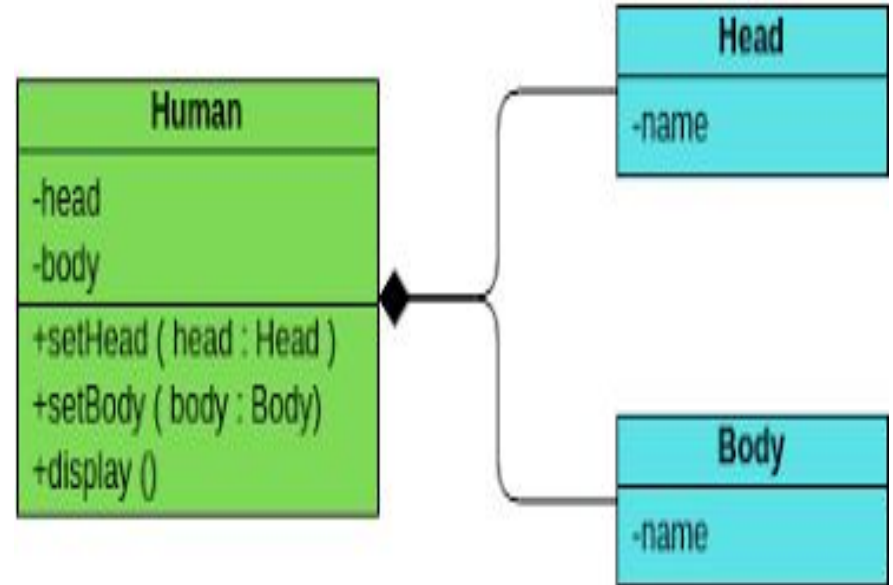 Human
-head
-body
+setHead ( head : Head )
+setBody ( body : Body)
+display ()
Head
-name
Body
-name